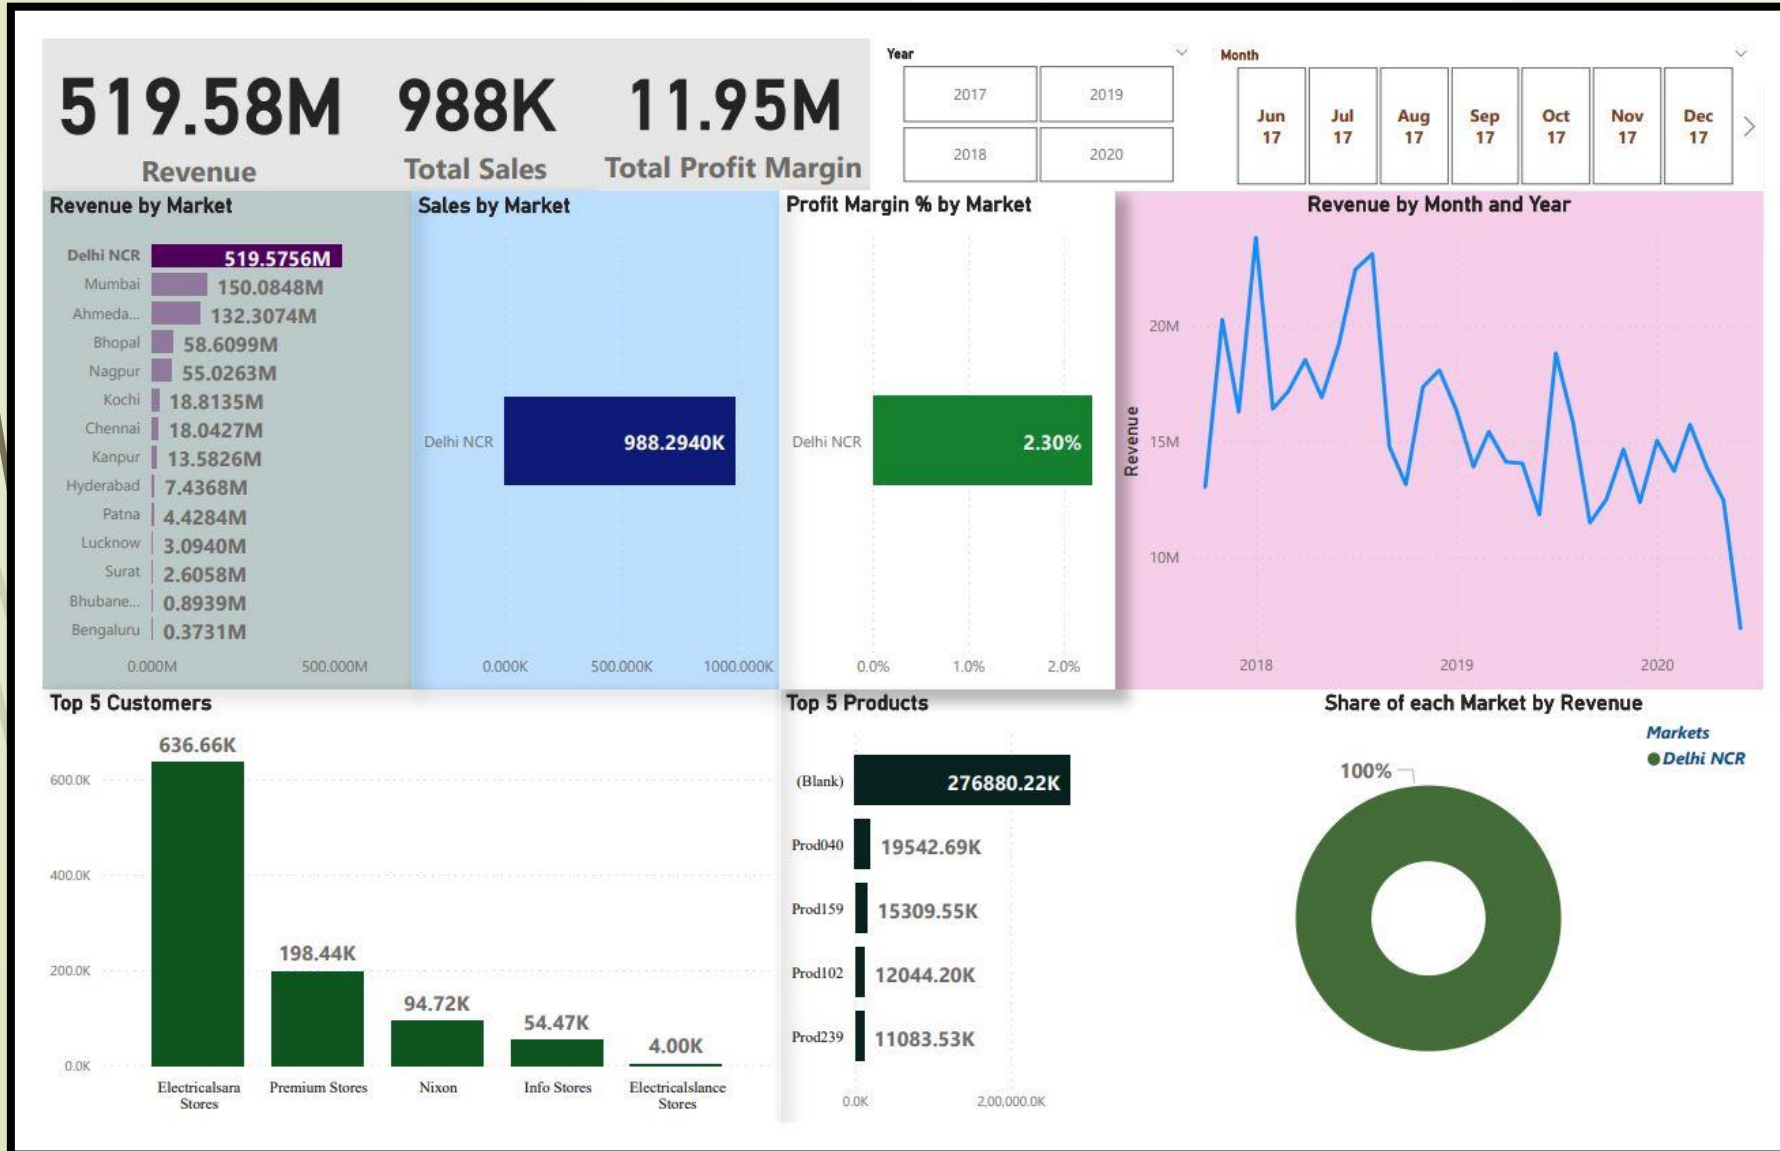 519.58M
Revenue
988K
Total Sales
11.95M
Total Profit Margin
Year
2017
2019
2018
2020
Month
Jun
17
Jul
17
Aug
17
Sep
17
Oct
17
Nov
17
Dec
17
Revenue by Market
Delhi NCR 519.5756M
Mumbai 150.0848M
Ahmeda... 132.3074M
Bhopal 58.6099M
Nagpur 55.0263M
Kochi 18.8135M
Chennai 18.0427M
Kanpur 13.5826M
Hyderabad 7.4368M
Patna 4.4284M
Lucknow 3.0940M
Surat 2.6058M
Bhubane... 0.8939M
Bengaluru 0.3731M
0.000M 500.000M
Sales by Market
Delhi NCR 988.2940K
0.000K 500.000K 1000.000K
Profit Margin % by Market
Delhi NCR 2.30%
0.0% 1.0% 2.0%
Revenue by Month and Year
Revenue
20M
15M
10M
2018 2019 2020
Top 5 Customers
600.0K
400.0K
200.0K
0.0K
636.66K
198.44K
94.72K
54.47K
4.00K
Electricalsara
Stores
Premium Stores
Nixon
Info Stores
Electricalslance
Stores
Top 5 Products
(Blank) 276880.22K
Prod040 19542.69K
Prod159 15309.55K
Prod102 12044.20K
Prod239 11083.53K
0.0K 2,00,000.0K
Share of each Market by Revenue
Markets
Delhi NCR
100%